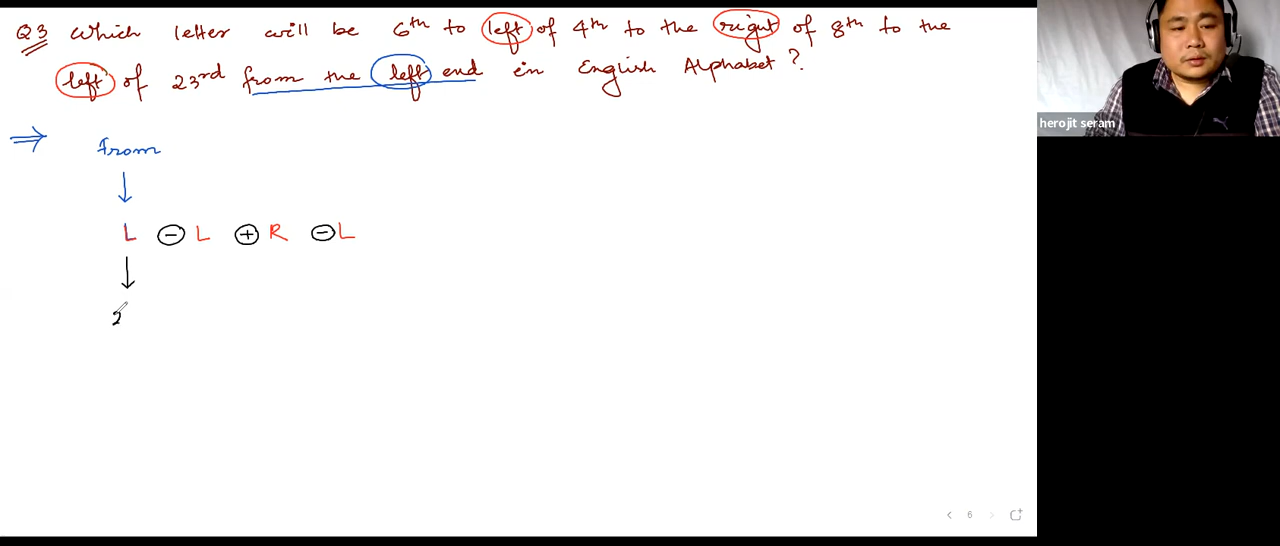 Q3 Which letter will be 6th to left of 4th to the right of 8th to the
left of 23rd from the left end in English Alphabet?
⇒ from
↓
L ⊖ L ⊕ R ⊖ L
↓
2
herojit seram
6